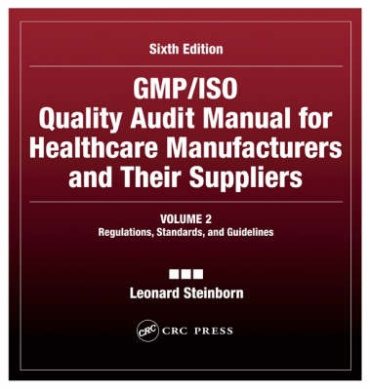 Sixth Edition
GMP/ISO
Quality Audit Manual for
Healthcare Manufacturers
and Their Suppliers
VOLUME 2
Regulations, Standards, and Guidelines
Leonard Steinborn
CRC CRC PRESS